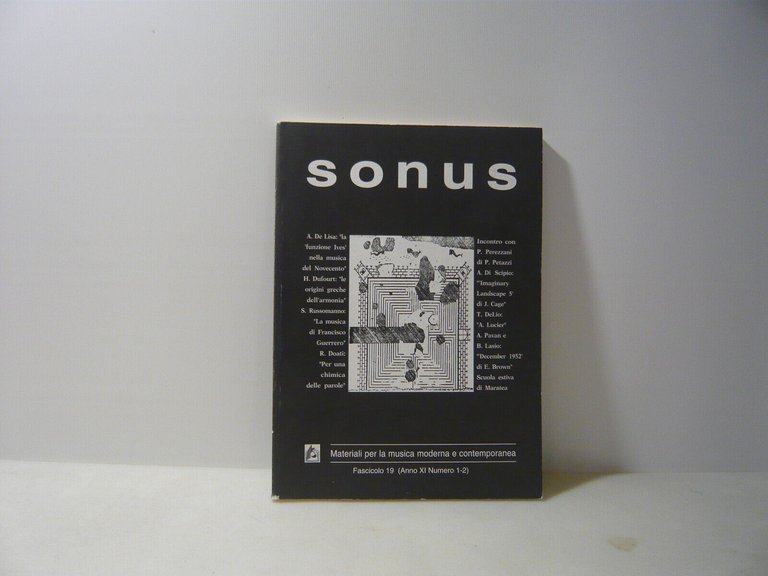 sonus
A. De Lisa: "la
'funzione Ives'
nella musica
del Novecento"
H. Dufourt: "le
origini greche
dell'armonia"
S. Russomanno:
"La musica
di Francisco
Guerrero"
R. Doati:
"Per una
chimica
delle parole"
Incontro con
P. Perezzani
di P. Petazzi
A. Di Scipio:
"Imaginary
Landscape 5'
di J. Cage"
T. DeLio:
"A. Lucier"
A. Pavan e
B. Lasio:
"December 1952'
di E. Brown"
Scuola estiva
di Maratea
Materiali per la musica moderna e contemporanea
Fascicolo 19 (Anno XI Numero 1-2)